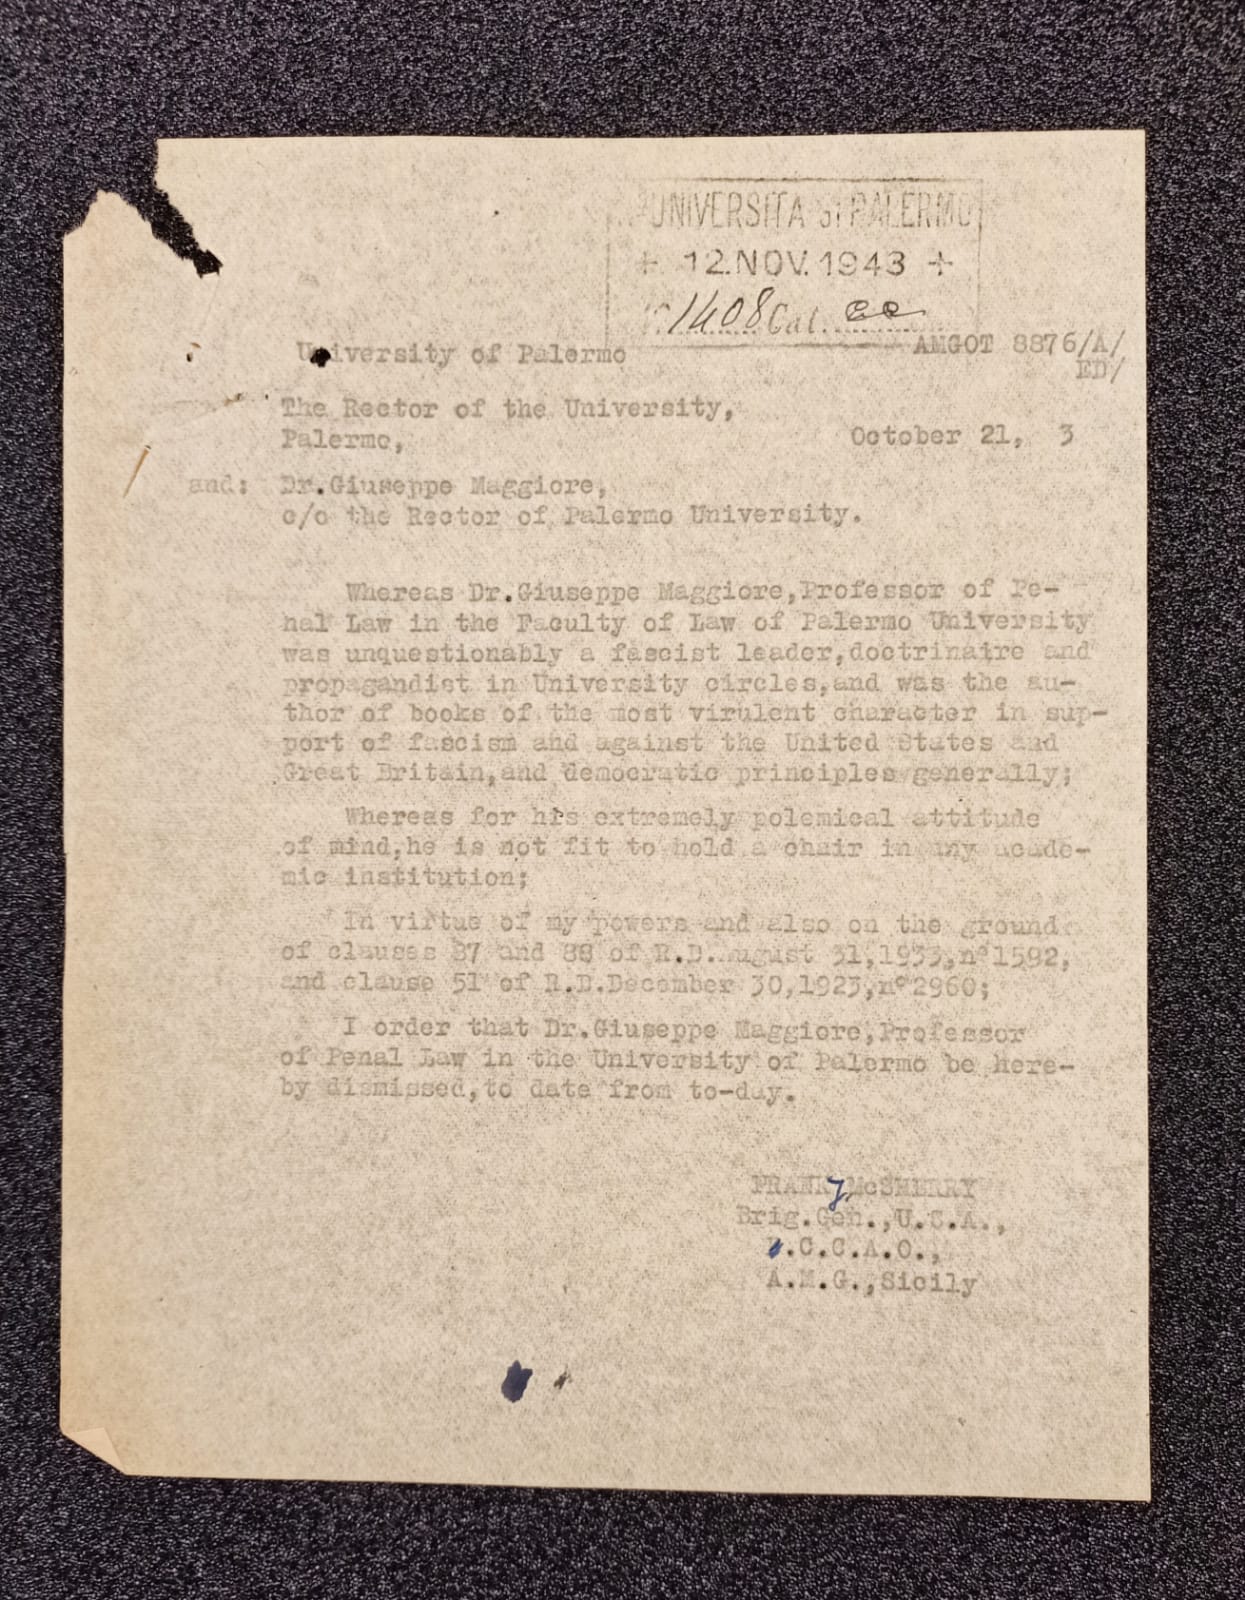 UNIVERSITA DI PALERMO
+ 12.NOV.1943 +
1408 Cat.
AMGOT 8876/A/
ED/
University of Palermo
The Rector of the University,
Palermo,
October 21, 3
and: Dr.Giuseppe Maggiore,
c/o the Rector of Palermo University.
Whereas Dr.Giuseppe Maggiore,Professor of Pe-
nal Law in the Faculty of Law of Palermo University
was unquestionably a fascist leader,doctrinaire and
propagandist in University circles,and was the au-
thor of books of the most virulent character in sup-
port of fascism and against the United States and
Great Britain,and democratic principles generally;
Whereas for his extremely polemical attitude
of mind,he is not fit to hold a chair in any acade-
mic institution;
In virtue of my powers and also on the ground
of clauses 87 and 88 of R.D.August 31,1933,n°1592,
and clause 51 of R.D.December 30,1923,n°2960;
I order that Dr.Giuseppe Maggiore,Professor
of Penal Law in the University of Palermo be here-
by dismissed,to date from to-day.
FRANK J. McSHERRY
Brig.Gen.,U.S.A.,
.C.C.A.O.,
A.M.G.,Sicily